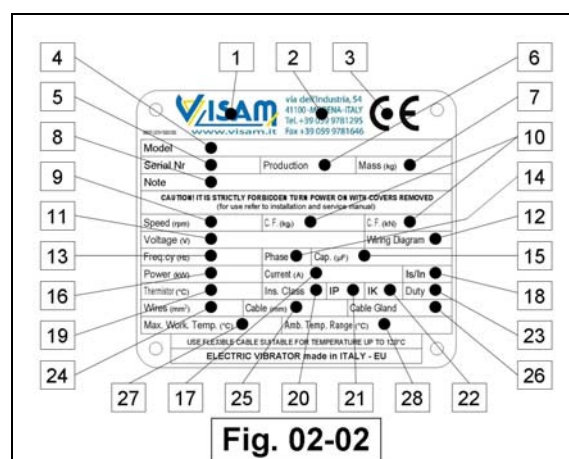 4 1 2 3 6
VISAM
via dell'industria, 54
41100 - MODENA - ITALY
Tel. +39 059 9781295
www.visam.it Fax +39 059 9781646
CE
5 7
Model
8 10
Serial Nr Production Mass (kg)
Note
CAUTION! IT IS STRICTLY FORBIDDEN TURN POWER ON WITH COVERS REMOVED
(for use refer to installation and service manual)
9 14
Speed (rpm) C.F. (kg) C.F. (kN)
11 12
Voltage (V) Wiring Diagram
13 15
Freq.cy (Hz) Phase Cap. (µF)
16 18
Power (kW) Current (A) Is/In
Thermistor (°C) Ins. Class IP IK Duty
19 23
Wires (mm²) Cable (mm) Cable Gland
Max. Work. Temp. (°C) Amb. Temp. Range (°C)
USE FLEXIBLE CABLE SUITABLE FOR TEMPERATURE UP TO 120°C
ELECTRIC VIBRATOR made in ITALY - EU
24 26
27 17 25 20 21 28 22
Fig. 02-02